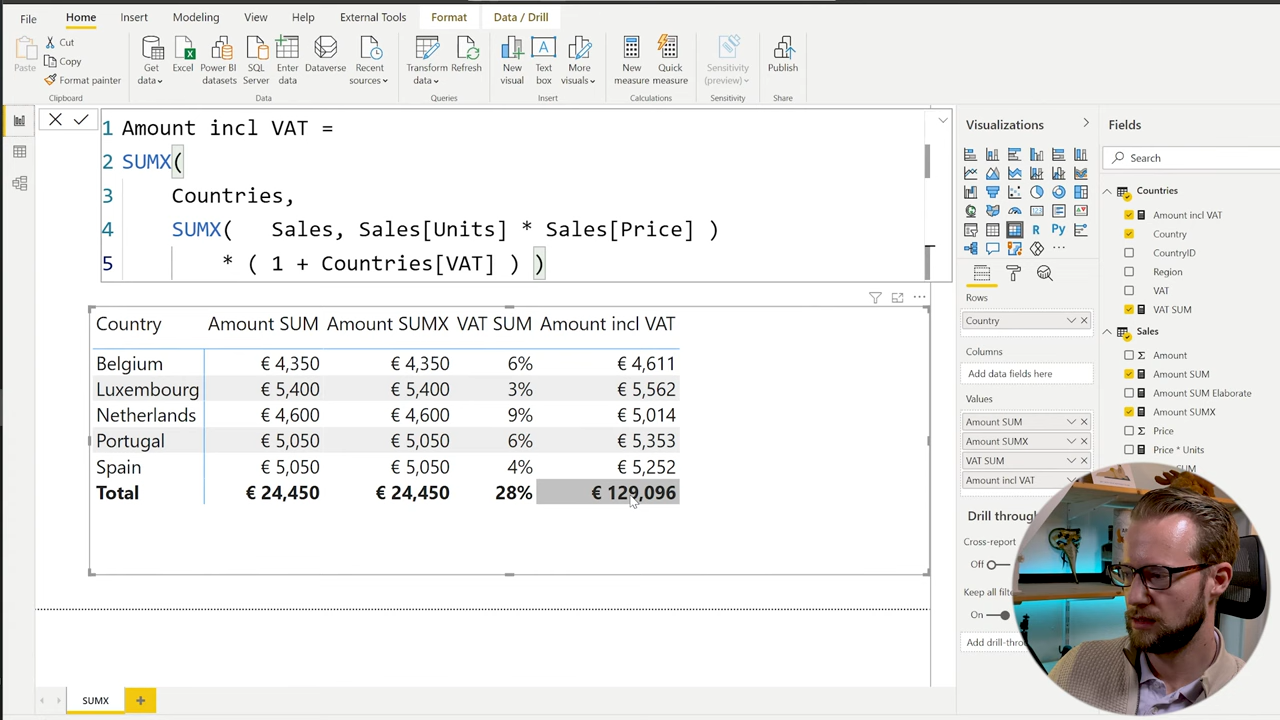 File Home Insert Modeling View Help External Tools Format Data / Drill
Paste
Cut
Copy
Format painter
Clipboard
Get data
Excel
Power BI datasets
SQL Server
Enter data
Dataverse
Recent sources
Data
Transform data
Refresh
Queries
New visual
Text box
More visuals
Insert
New measure
Quick measure
Calculations
Sensitivity (preview)
Sensitivity
Publish
Share
1 Amount incl VAT =
2 SUMX(
3 Countries,
4 SUMX( Sales, Sales[Units] * Sales[Price] )
5 * ( 1 + Countries[VAT] ) )
Country Amount SUM Amount SUMX VAT SUM Amount incl VAT
Belgium € 4,350 € 4,350 6% € 4,611
Luxembourg € 5,400 € 5,400 3% € 5,562
Netherlands € 4,600 € 4,600 9% € 5,014
Portugal € 5,050 € 5,050 6% € 5,353
Spain € 5,050 € 5,050 4% € 5,252
Total € 24,450 € 24,450 28% € 129,096
SUMX
Visualizations
R Py
Rows
Country
Columns
Add data fields here
Values
Amount SUM
Amount SUMX
VAT SUM
Amount incl VAT
Drill throug
Cross-report
Off
Keep all filte
On
Add drill-thro
Fields
Search
Countries
Amount incl VAT
Country
CountryID
Region
VAT
VAT SUM
Sales
Amount
Amount SUM
Amount SUM Elaborate
Amount SUMX
Price
Price * Units
SUM